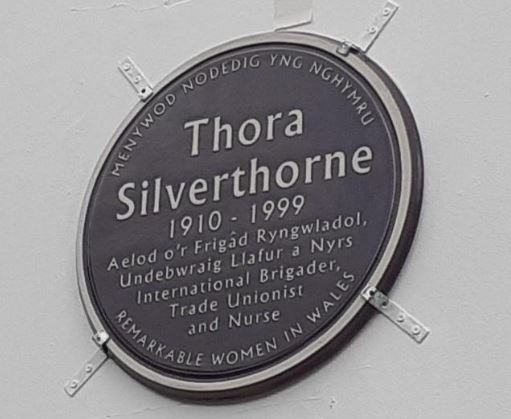 MENYWOD NODEDIG YNG NGHYMRU
Thora
Silverthorne
1910 - 1999
Aelod o'r Frigâd Ryngwladol,
Undebwraig Llafur a Nyrs
International Brigader,
Trade Unionist
and Nurse
REMARKABLE WOMEN IN WALES